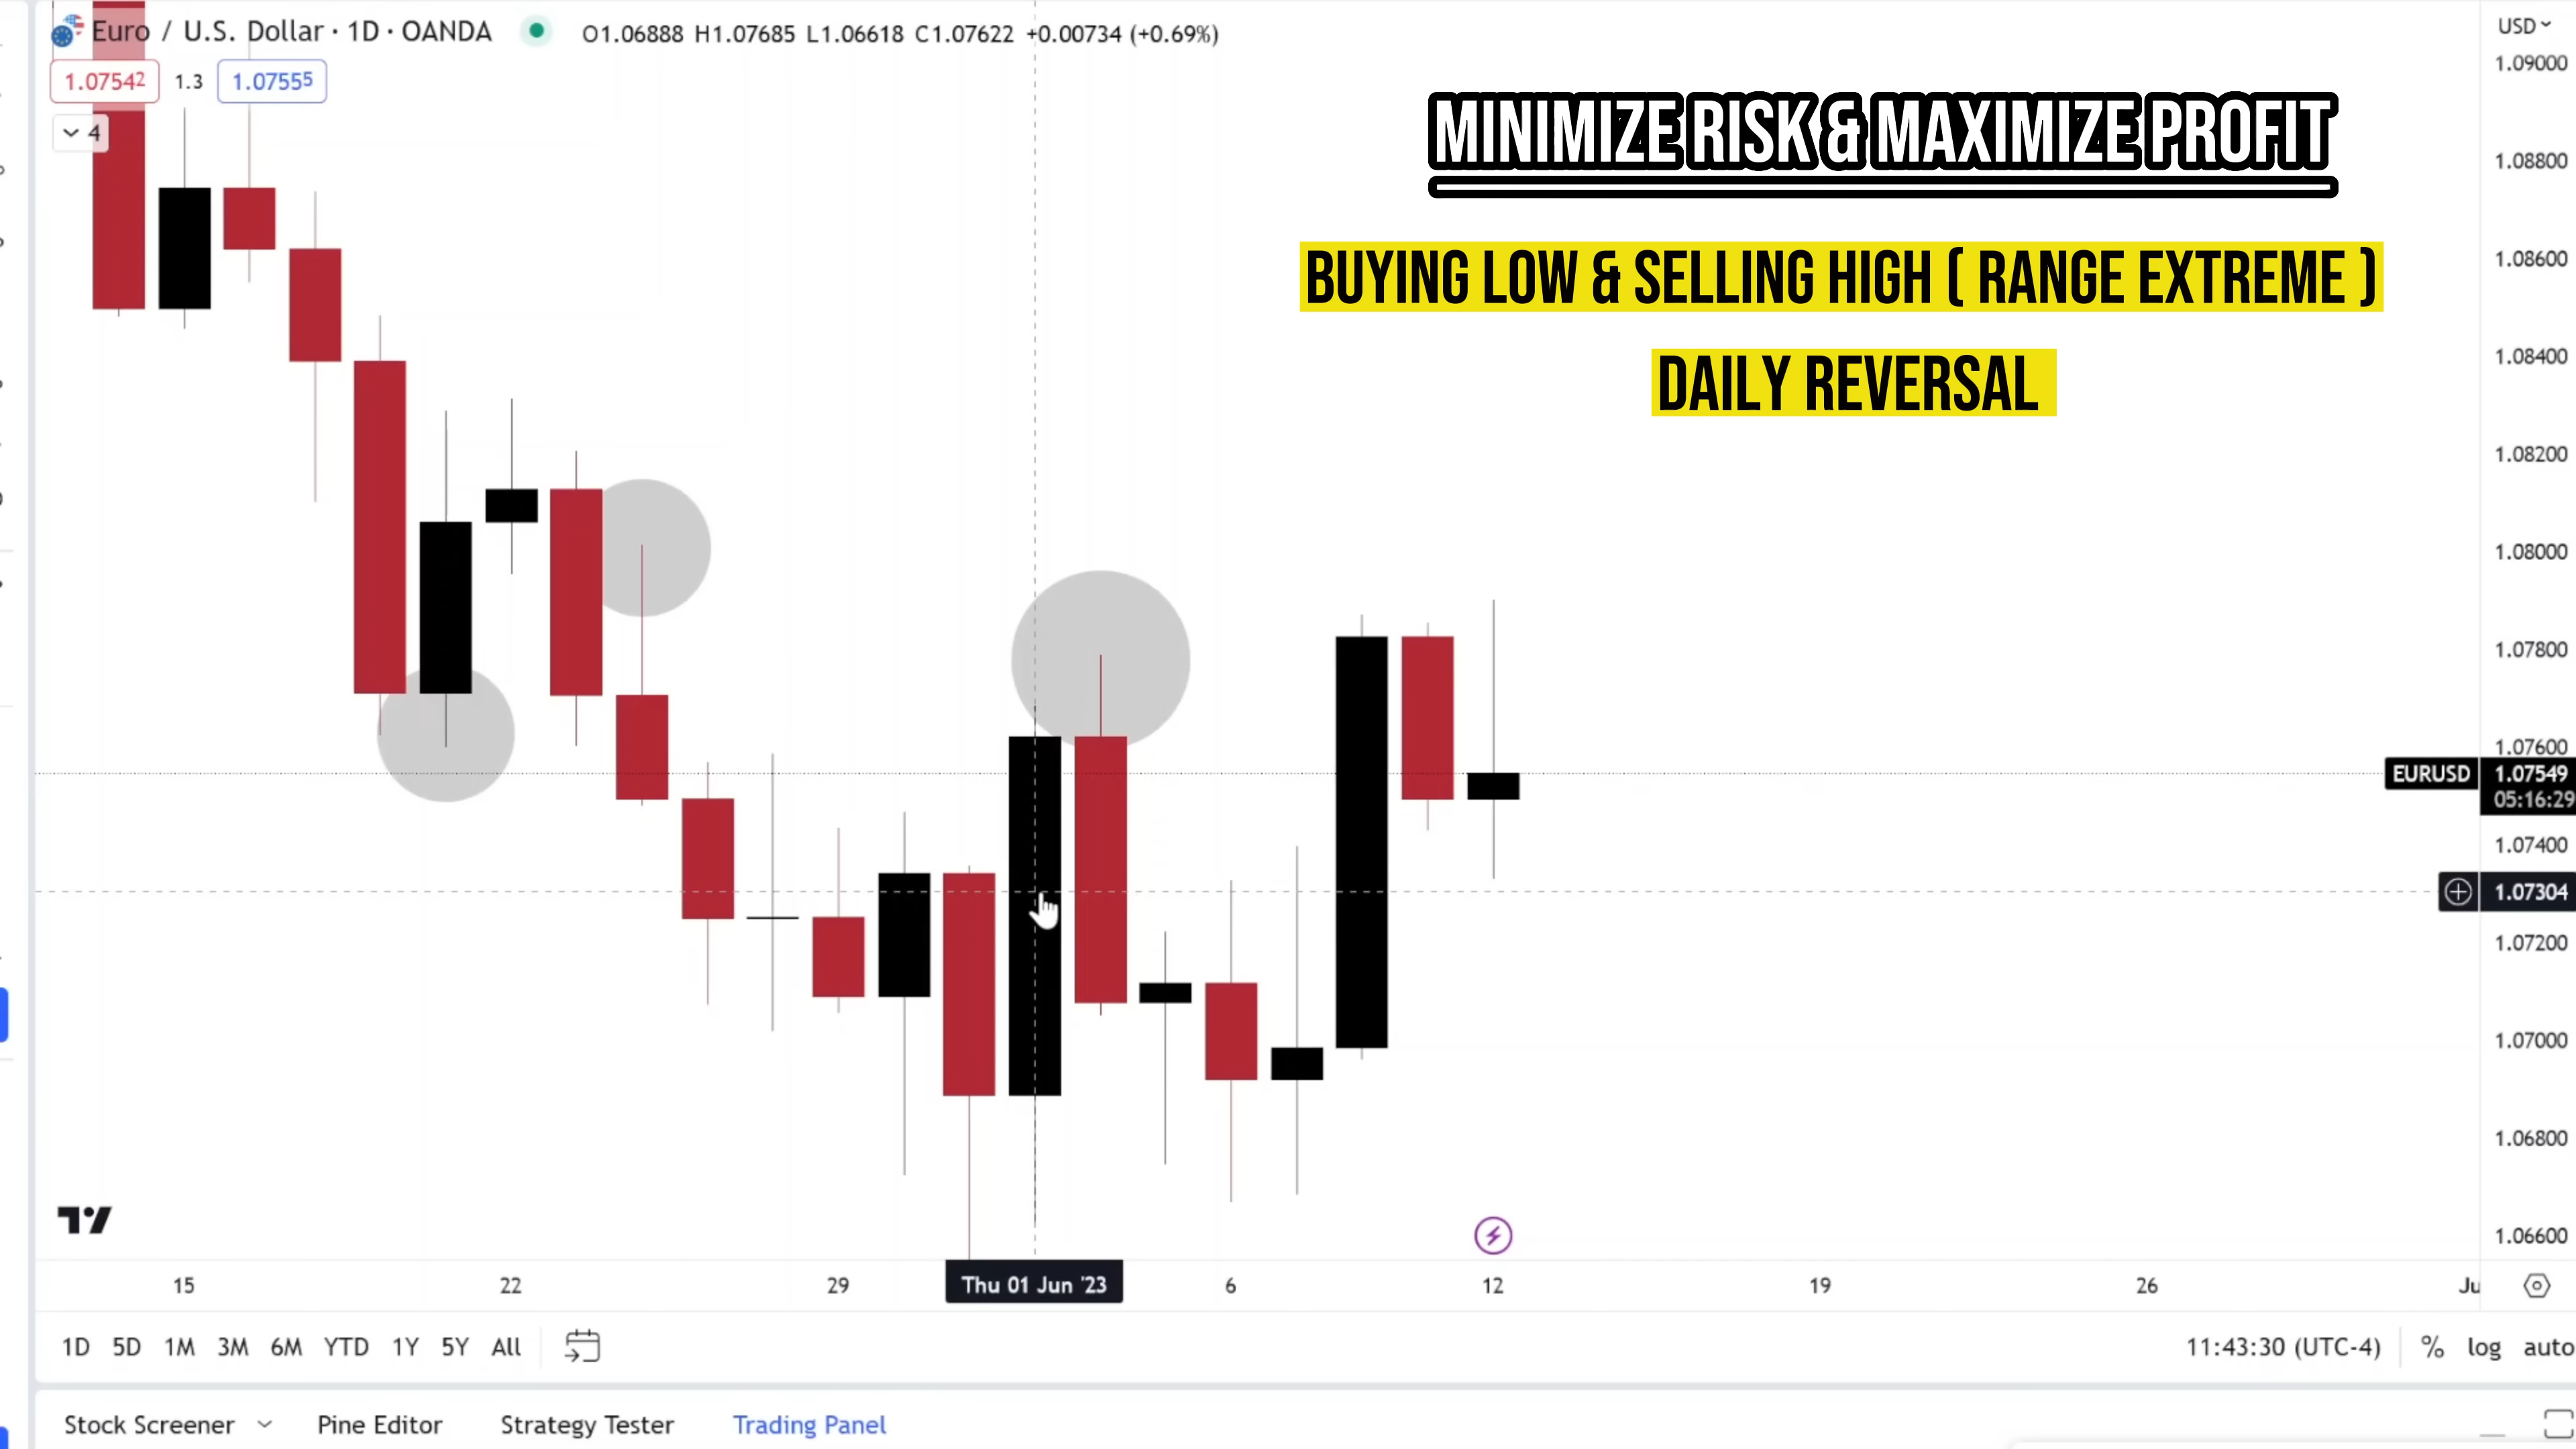 Euro / U.S. Dollar · 1D · OANDA
O1.06888 H1.07685 L1.06618 C1.07622 +0.00734 (+0.69%)
USD
1.07542 1.3 1.07555
4
MINIMIZE RISK & MAXIMIZE PROFIT
BUYING LOW & SELLING HIGH ( RANGE EXTREME )
DAILY REVERSAL
1.09000
1.08800
1.08600
1.08400
1.08200
1.08000
1.07800
1.07600
EURUSD 1.07549
05:16:29
1.07400
1.07304
1.07200
1.07000
1.06800
1.06600
15 22 29 Thu 01 Jun '23 6 12 19 26 Ju
1D 5D 1M 3M 6M YTD 1Y 5Y All
11:43:30 (UTC-4) % log auto
Stock Screener Pine Editor Strategy Tester Trading Panel